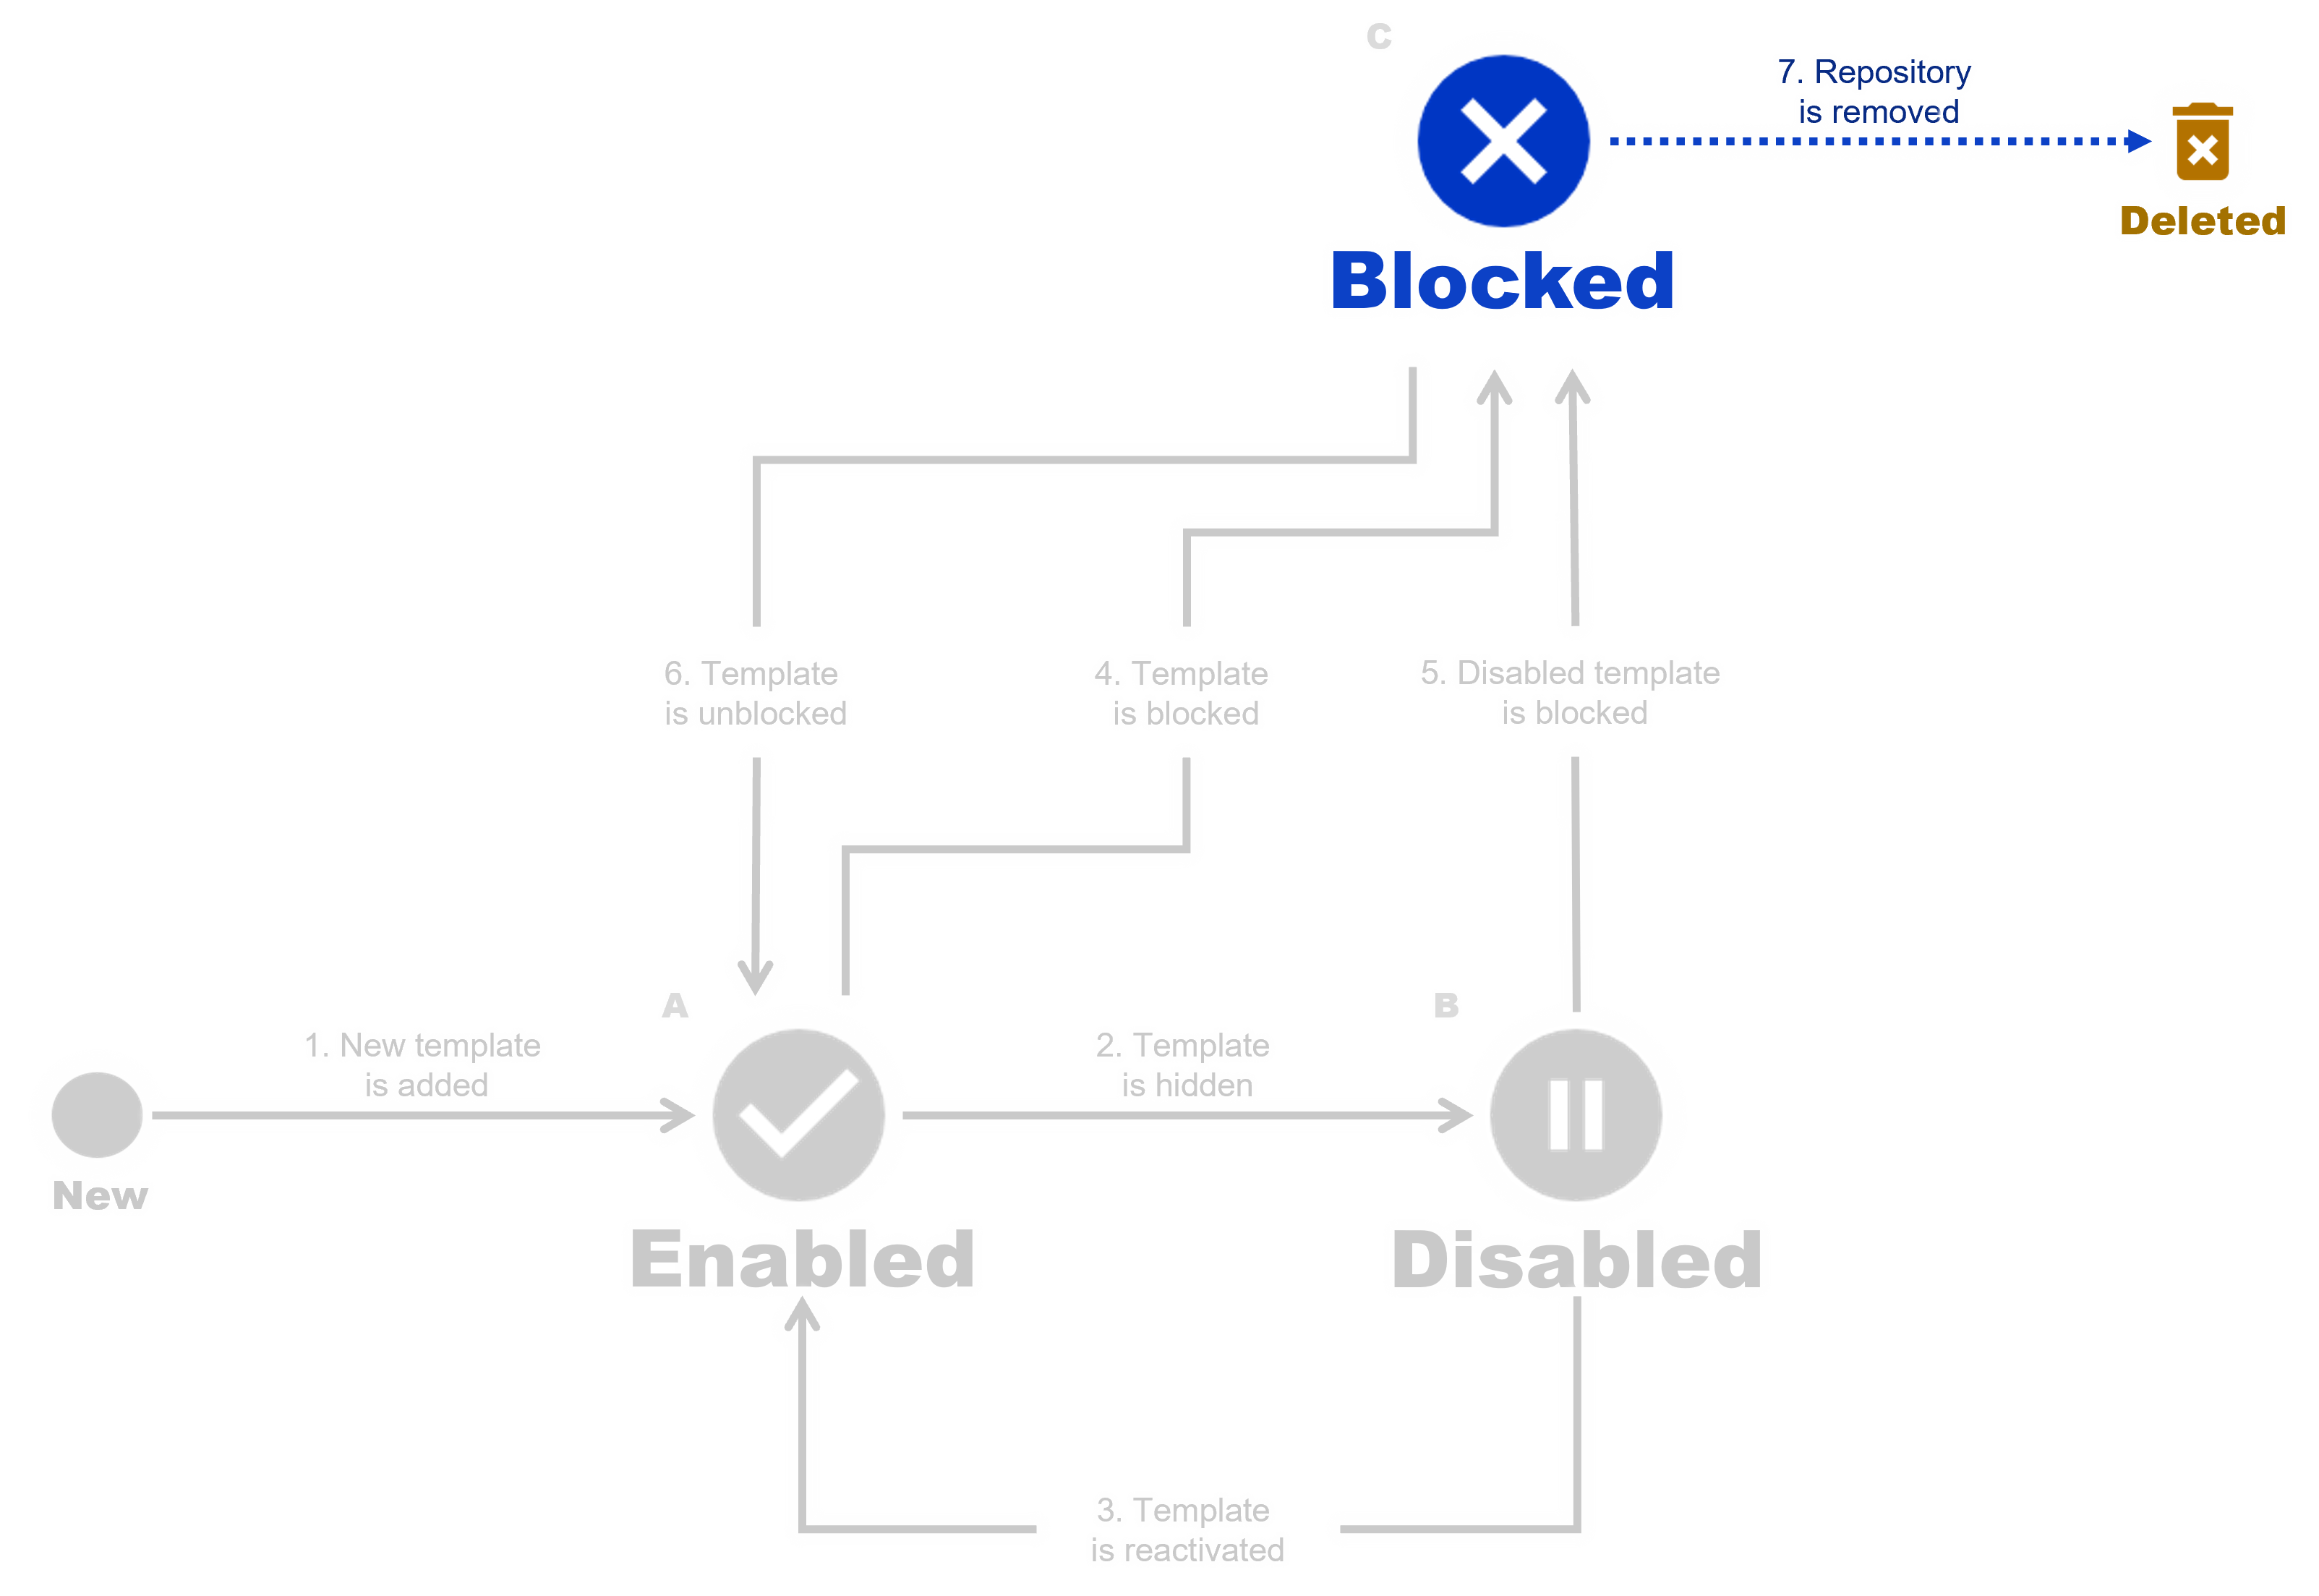 C
7. Repository
is removed
Deleted
Blocked
6. Template
is unblocked
4. Template
is blocked
5. Disabled template
is blocked
A
B
1. New template
is added
2. Template
is hidden
New
Enabled
Disabled
3. Template
is reactivated